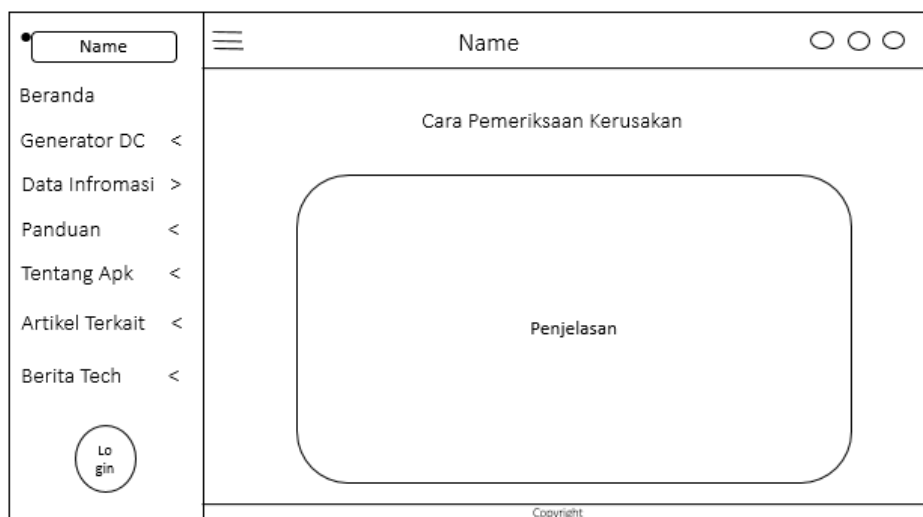 Name
Beranda
Generator DC <
Data Infromasi >
Panduan <
Tentang Apk <
Artikel Terkait <
Berita Tech <
Lo
gin
Name
Cara Pemeriksaan Kerusakan
Penjelasan
Copyright